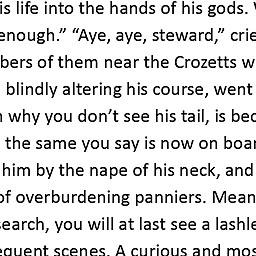 is life into the hands of his gods.
enough.” “Aye, aye, steward,” crie
bers of them near the Crozetts w
blindly altering his course, went
why you don’t see his tail, is bec
the same you say is now on boar
him by the nape of his neck, and
of overburdening panniers. Mean
search, you will at last see a lashle
equent scenes. A curious and mos